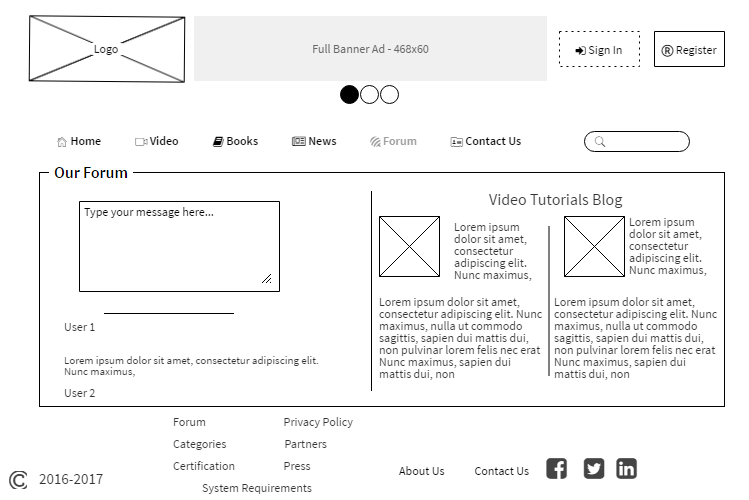 Logo
Full Banner Ad - 468x60
Sign In
® Register
Home
Video
Books
News
Forum
Contact Us
Our Forum
Type your message here...
User 1
Lorem ipsum dolor sit amet, consectetur adipiscing elit.
Nunc maximus,
User 2
Video Tutorials Blog
Lorem ipsum
dolor sit amet,
consectetur
adipiscing elit.
Nunc maximus,
Lorem ipsum dolor sit amet,
consectetur adipiscing elit. Nunc
maximus, nulla ut commodo
sagittis, sapien dui mattis dui,
non pulvinar lorem felis nec erat
Nunc maximus, sapien dui
mattis dui, non
Lorem ipsum
dolor sit amet,
consectetur
adipiscing elit.
Nunc maximus,
Lorem ipsum dolor sit amet,
consectetur adipiscing elit. Nunc
maximus, nulla ut commodo
sagittis, sapien dui mattis dui,
non pulvinar lorem felis nec erat
Nunc maximus, sapien dui
mattis dui, non
Forum
Privacy Policy
Categories
Partners
Certification
Press
System Requirements
About Us
Contact Us
© 2016-2017